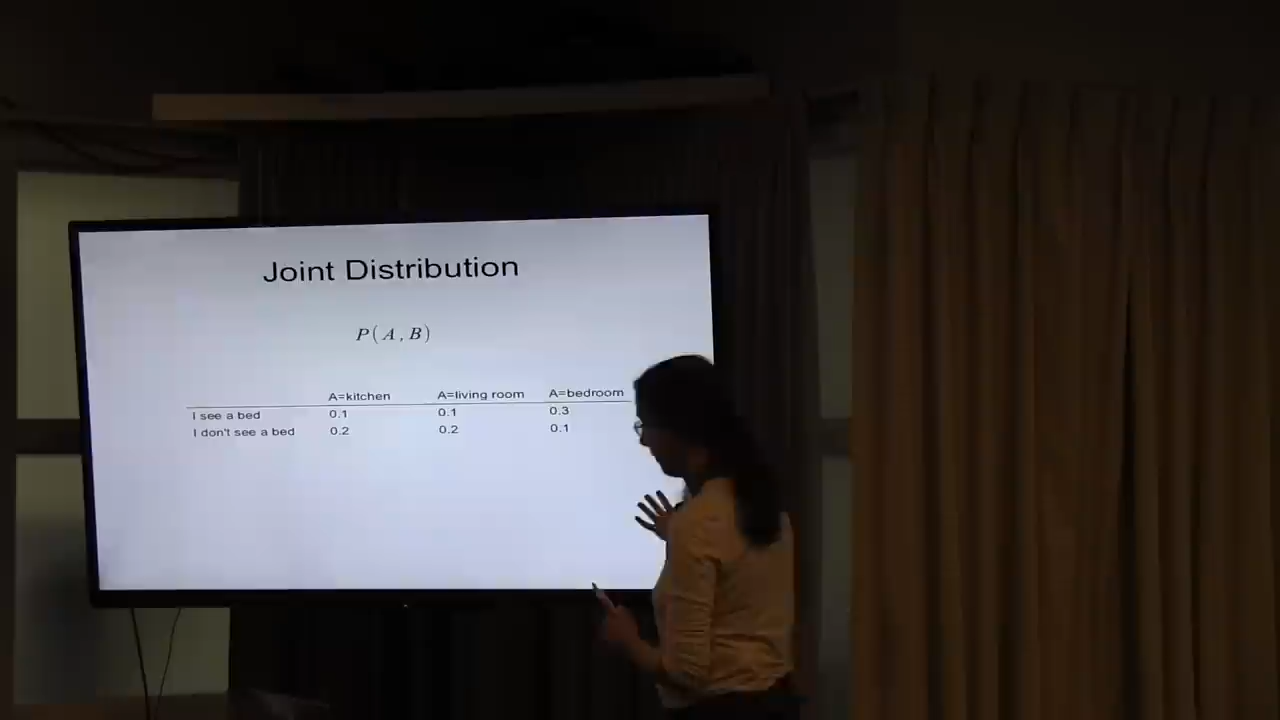 Joint Distribution
P(A, B)
A=kitchen A=living room A=bedroom
I see a bed 0.1 0.1 0.3
I don't see a bed 0.2 0.2 0.1